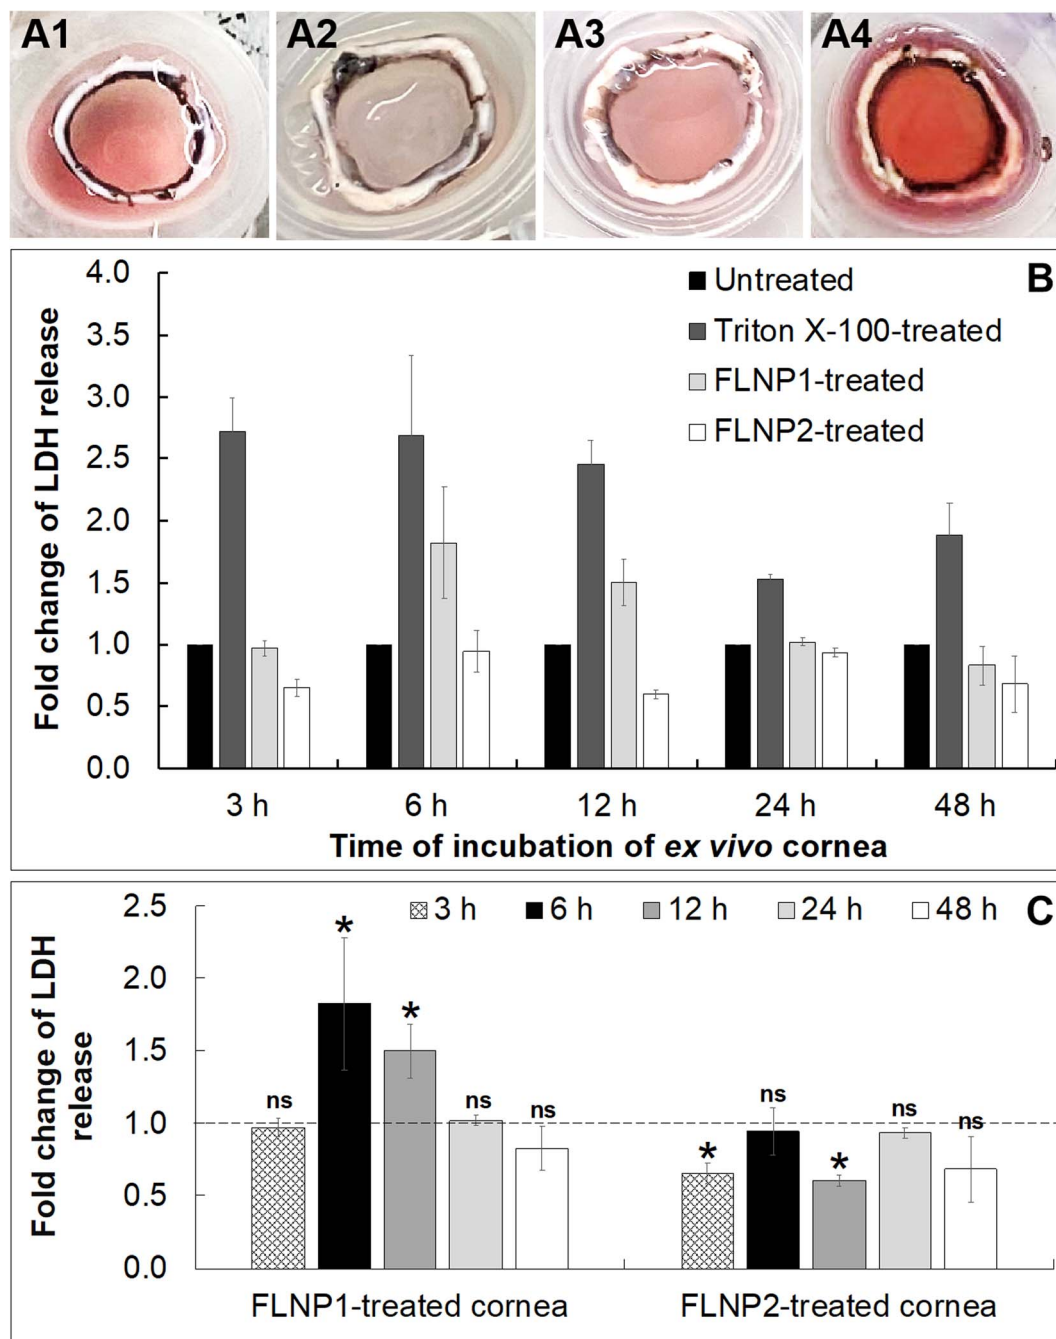 A1 A2 A3 A4
B
4.0
3.5
3.0
2.5
2.0
1.5
1.0
0.5
0.0
Fold change of LDH release
Untreated
Triton X-100-treated
FLNP1-treated
FLNP2-treated
3 h 6 h 12 h 24 h 48 h
Time of incubation of ex vivo cornea
C
2.5
2.0
1.5
1.0
0.5
0.0
Fold change of LDH
release
3 h 6 h 12 h 24 h 48 h
ns * * ns ns
* ns * ns ns
FLNP1-treated cornea FLNP2-treated cornea